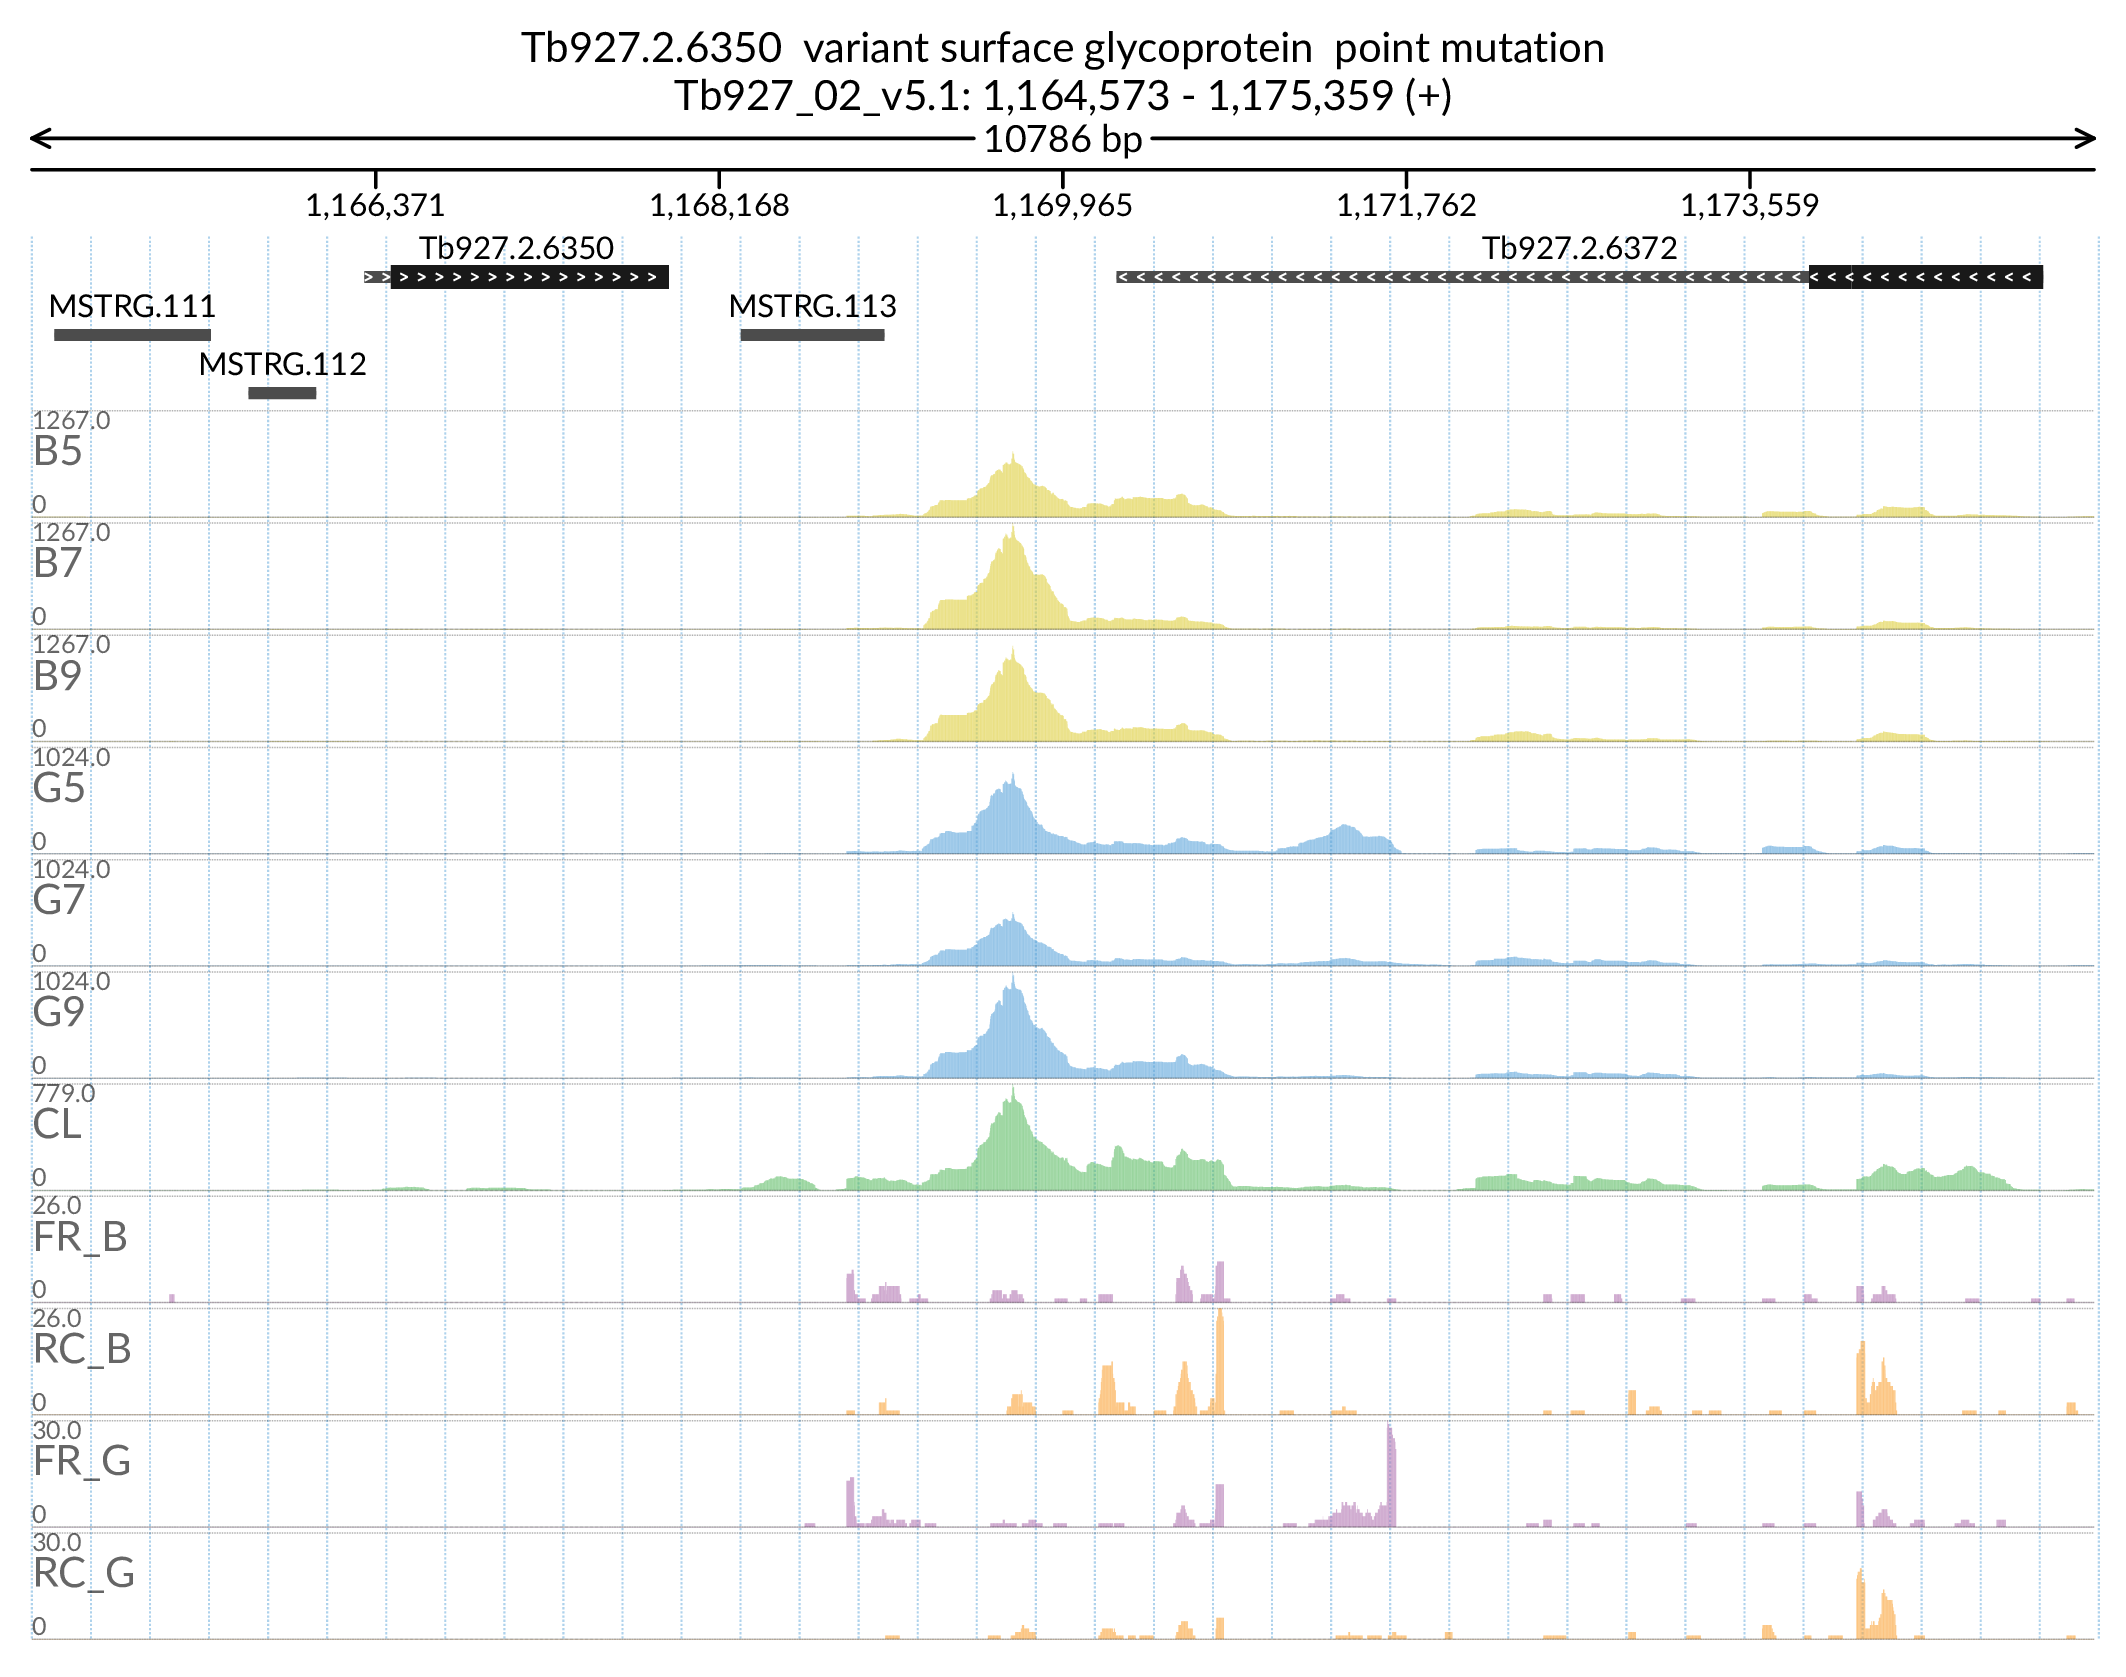 Tb927.2.6350 variant surface glycoprotein point mutation
Tb927_02_v5.1: 1,164,573 - 1,175,359 (+)
10786 bp
1,166,371 1,168,168 1,169,965 1,171,762 1,173,559
Tb927.2.6350 Tb927.2.6372
MSTRG.111 MSTRG.113
MSTRG.112
1267.0
B5
0
1267.0
B7
0
1267.0
B9
0
1024.0
G5
0
1024.0
G7
0
1024.0
G9
0
779.0
CL
0
26.0
FR_B
0
26.0
RC_B
0
30.0
FR_G
0
30.0
RC_G
0